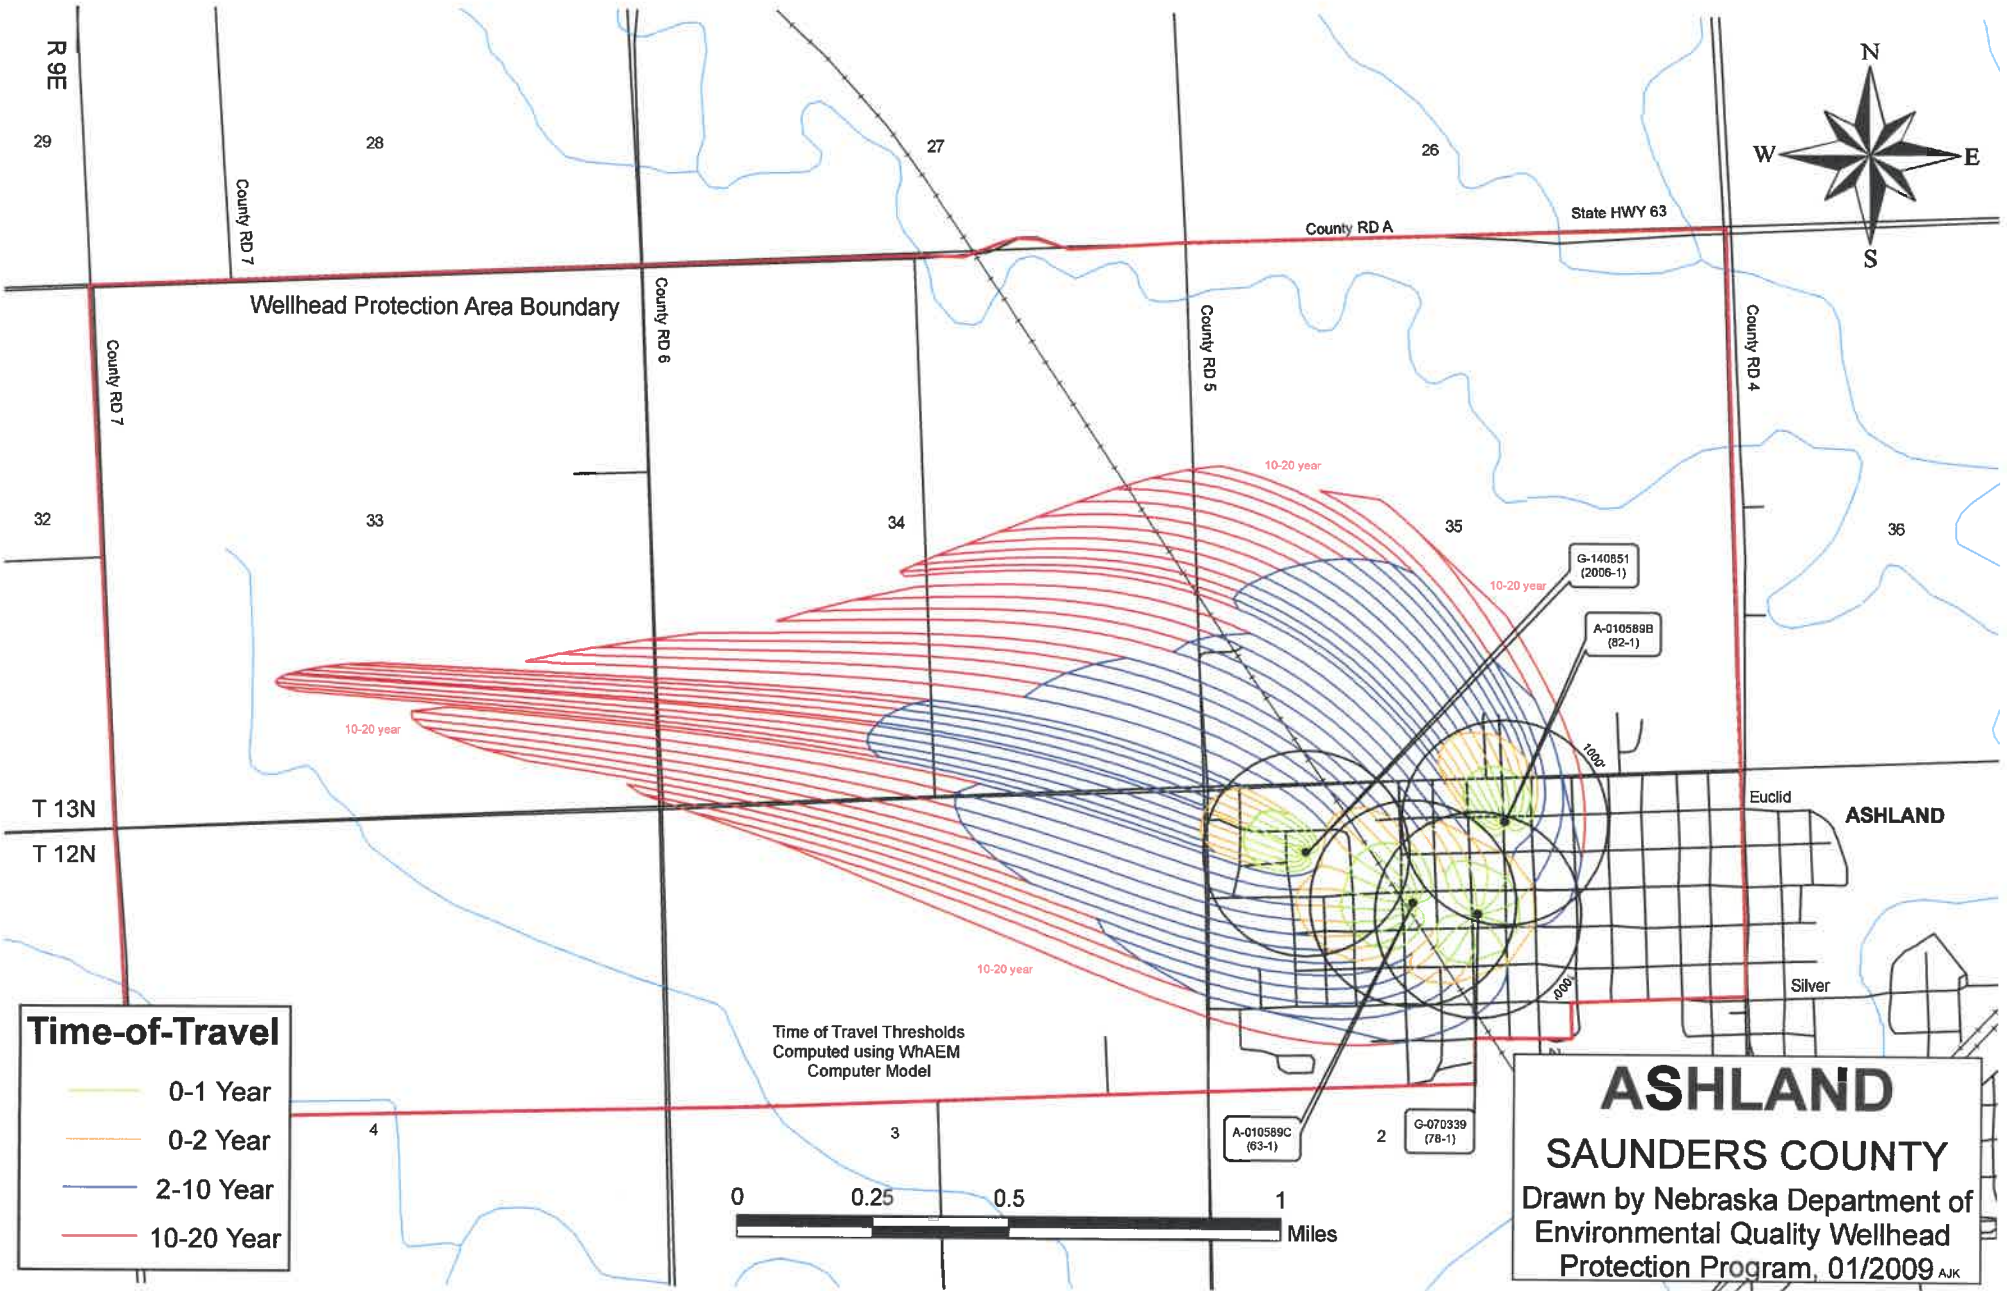 R 9E
29
28
27
26
N
W
E
S
County RD 7
State HWY 63
County RD A
Wellhead Protection Area Boundary
County RD 6
County RD 5
County RD 4
County RD 7
10-20 year
32
33
34
35
36
G-140851
(2006-1)
10-20 year
A-010589B
(82-1)
10-20 year
1000'
T 13N
T 12N
Euclid
ASHLAND
10-20 year
1000'
Silver
Time-of-Travel
0-1 Year
0-2 Year
2-10 Year
10-20 Year
Time of Travel Thresholds
Computed using WhAEM
Computer Model
4
3
2
A-010589C
(63-1)
G-070339
(78-1)
0
0.25
0.5
1
Miles
ASHLAND
SAUNDERS COUNTY
Drawn by Nebraska Department of
Environmental Quality Wellhead
Protection Program, 01/2009 AJK